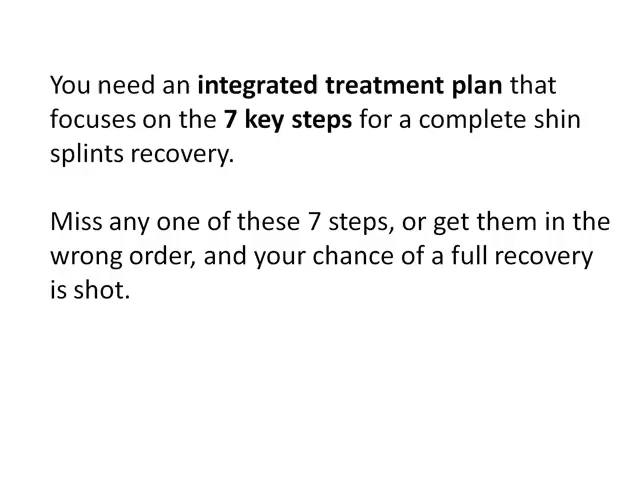 You need an integrated treatment plan that
focuses on the 7 key steps for a complete shin
splints recovery.
Miss any one of these 7 steps, or get them in the
wrong order, and your chance of a full recovery
is shot.